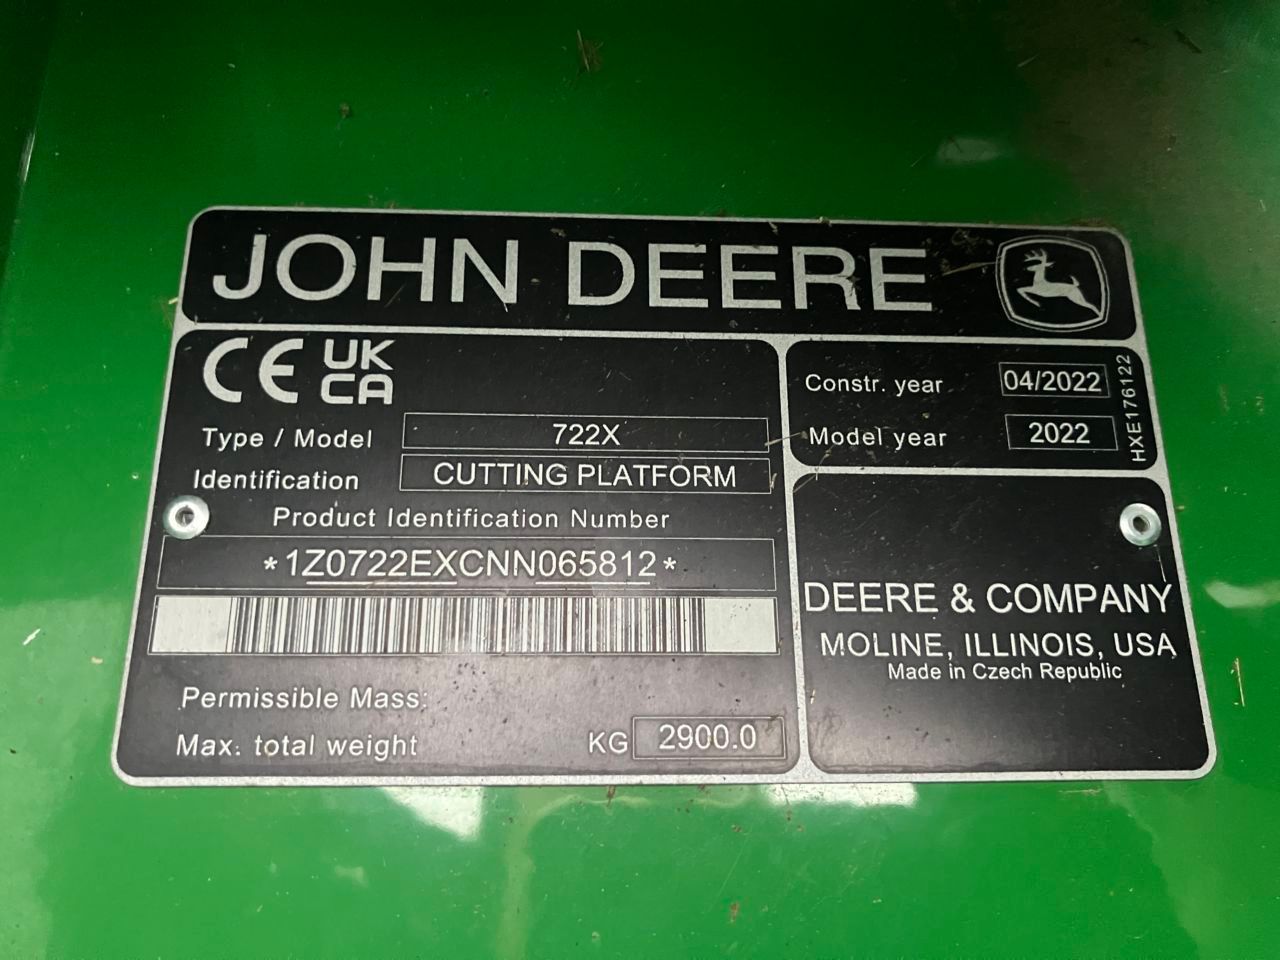 JOHN DEERE
CE UK
CA
Type / Model 722X
Identification CUTTING PLATFORM
Product Identification Number
*1Z0722EXCNN065812*
Permissible Mass:
Max. total weight KG 2900.0
Constr. year 04/2022
Model year 2022
HXE176122
DEERE & COMPANY
MOLINE, ILLINOIS, USA
Made in Czech Republic